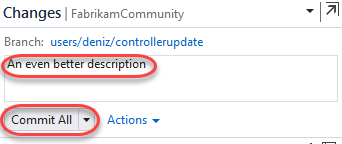 Changes | FabrikamCommunity
Branch: users/deniz/controllerupdate
An even better description
Commit All Actions